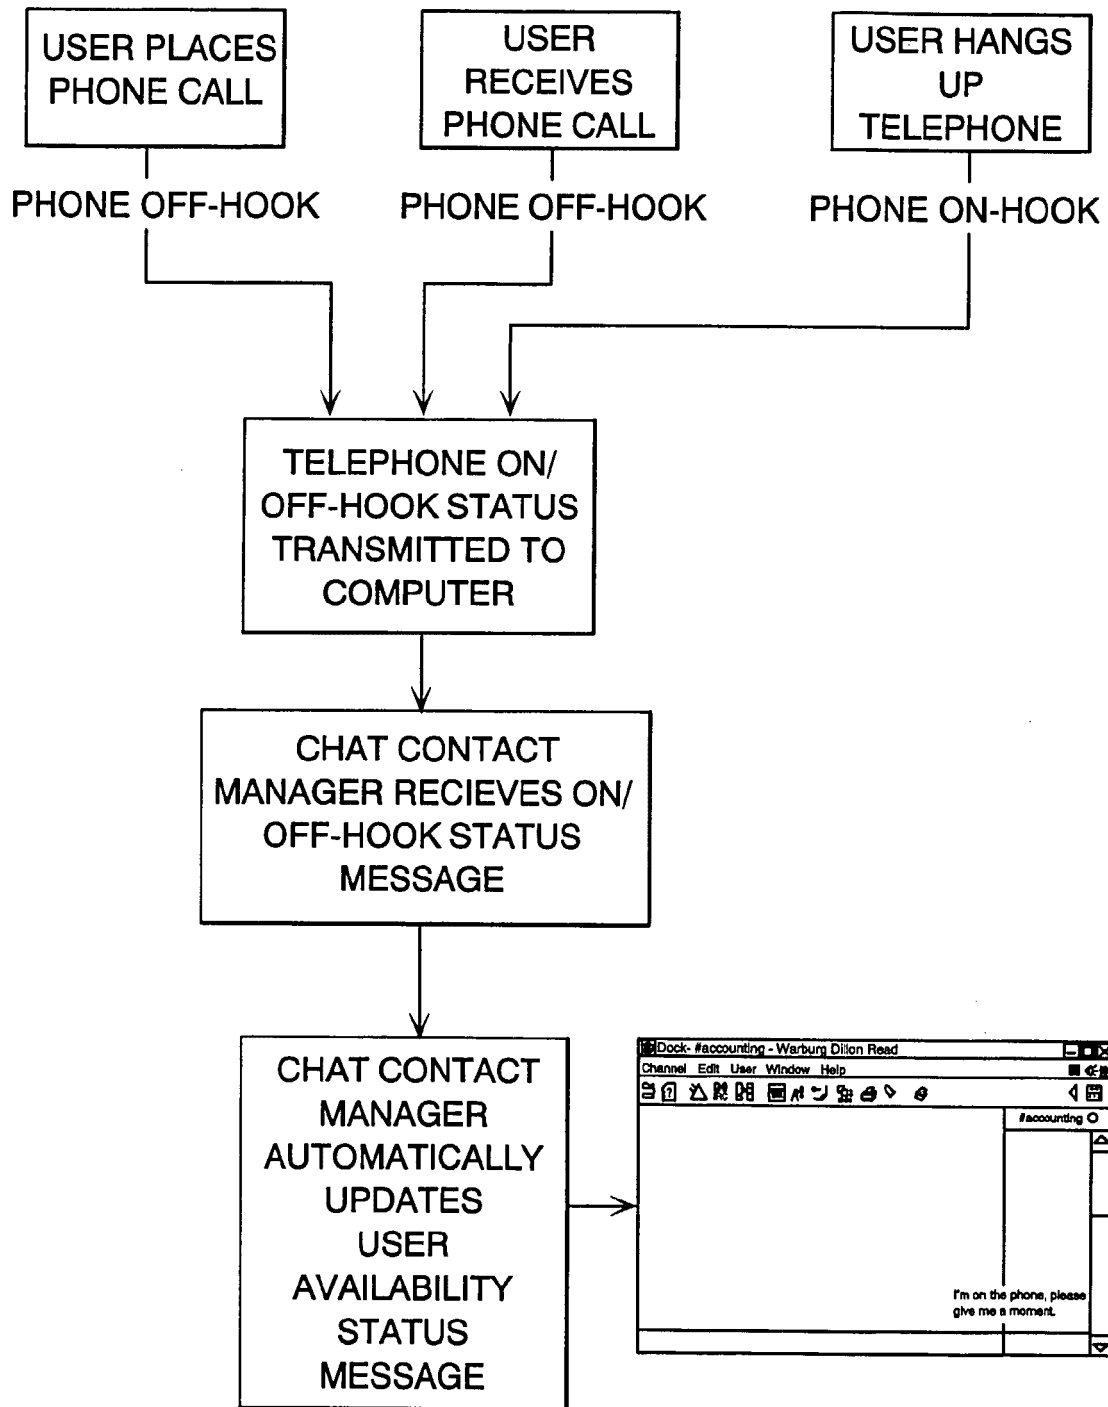 USER PLACES
PHONE CALL
USER
RECEIVES
PHONE CALL
USER HANGS
UP
TELEPHONE
PHONE OFF-HOOK
PHONE OFF-HOOK
PHONE ON-HOOK
TELEPHONE ON/
OFF-HOOK STATUS
TRANSMITTED TO
COMPUTER
CHAT CONTACT
MANAGER RECIEVES ON/
OFF-HOOK STATUS
MESSAGE
CHAT CONTACT
MANAGER
AUTOMATICALLY
UPDATES
USER
AVAILABILITY
STATUS
MESSAGE
Dock- #accounting - Warburg Dillon Read
Channel Edit User Window Help
#accounting
I'm on the phone, please
give me a moment.